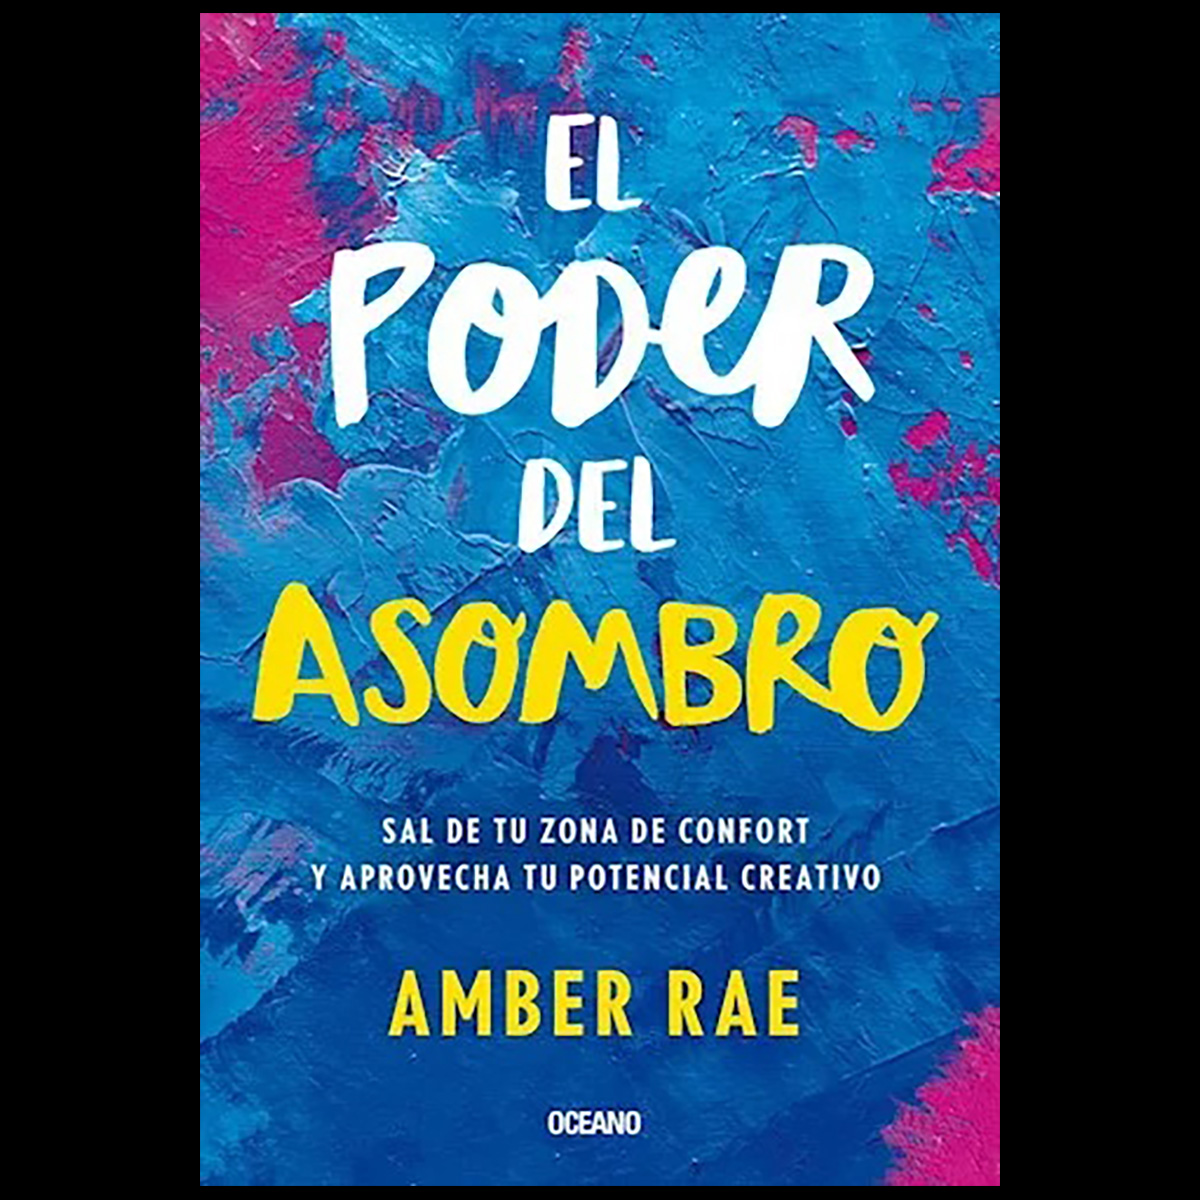 EL
PODER
DEL
ASOMBRO
SAL DE TU ZONA DE CONFORT
Y APROVECHA TU POTENCIAL CREATIVO
AMBER RAE
OCEANO